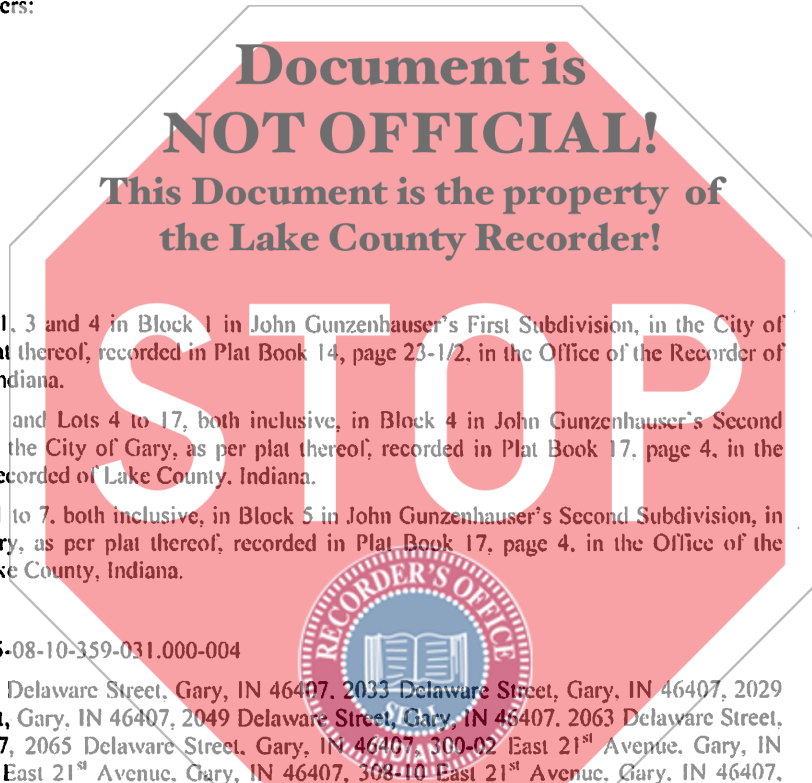 ers:
Document is
NOT OFFICIAL!
This Document is the property of
the Lake County Recorder!
STOP
1, 3 and 4 in Block 1 in John Gunzenhauser's First Subdivision, in the City of
at thereof, recorded in Plat Book 14, page 23-1/2, in the Office of the Recorder of
ndiana.
and Lots 4 to 17, both inclusive, in Block 4 in John Gunzenhauser's Second
the City of Gary, as per plat thereof, recorded in Plat Book 17, page 4, in the
ecorded of Lake County, Indiana.
1 to 7, both inclusive, in Block 5 in John Gunzenhauser's Second Subdivision, in
ry, as per plat thereof, recorded in Plat Book 17, page 4, in the Office of the
ke County, Indiana.
RECORDER'S OFFICE
SEAL
INDIANA
5-08-10-359-031.000-004
Delaware Street, Gary, IN 46407, 2033 Delaware Street, Gary, IN 46407, 2029
t, Gary, IN 46407, 2049 Delaware Street, Gary, IN 46407, 2063 Delaware Street,
7, 2065 Delaware Street, Gary, IN 46407, 300-02 East 21st Avenue, Gary, IN
East 21st Avenue, Gary, IN 46407, 308-10 East 21st Avenue, Gary, IN 46407,